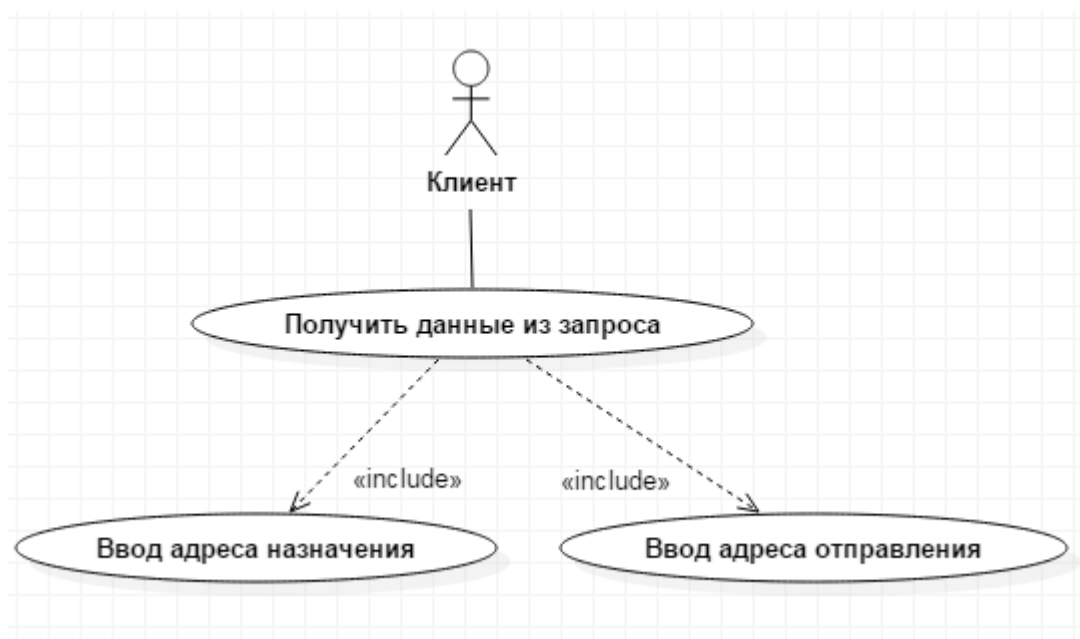 Клиент
Получить данные из запроса
«include»
«include»
Ввод адреса назначения
Ввод адреса отправления